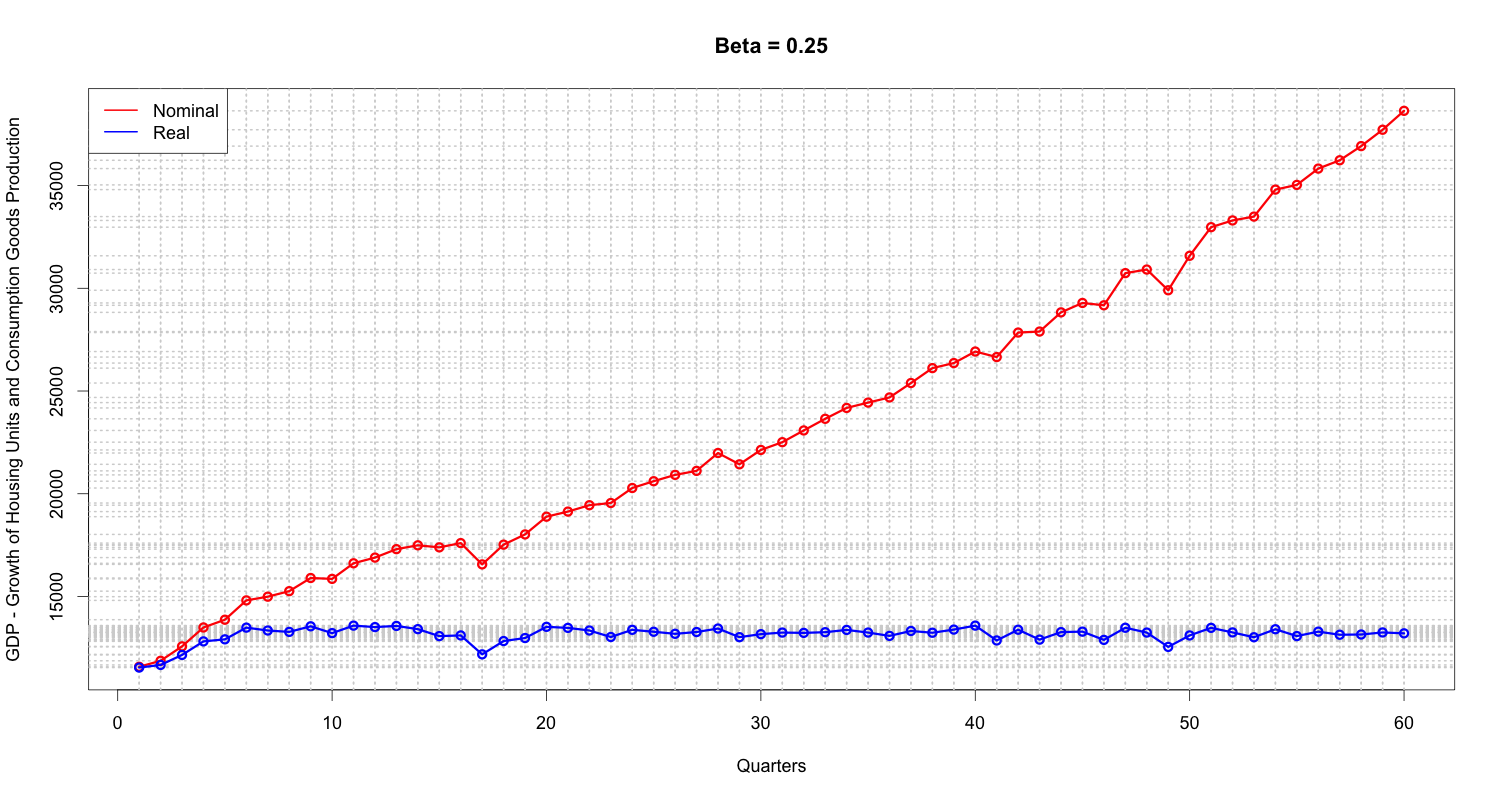 Beta = 0.25
Nominal
Real
GDP - Growth of Housing Units and Consumption Goods Production
35000
30000
25000
20000
15000
0 10 20 30 40 50 60
Quarters